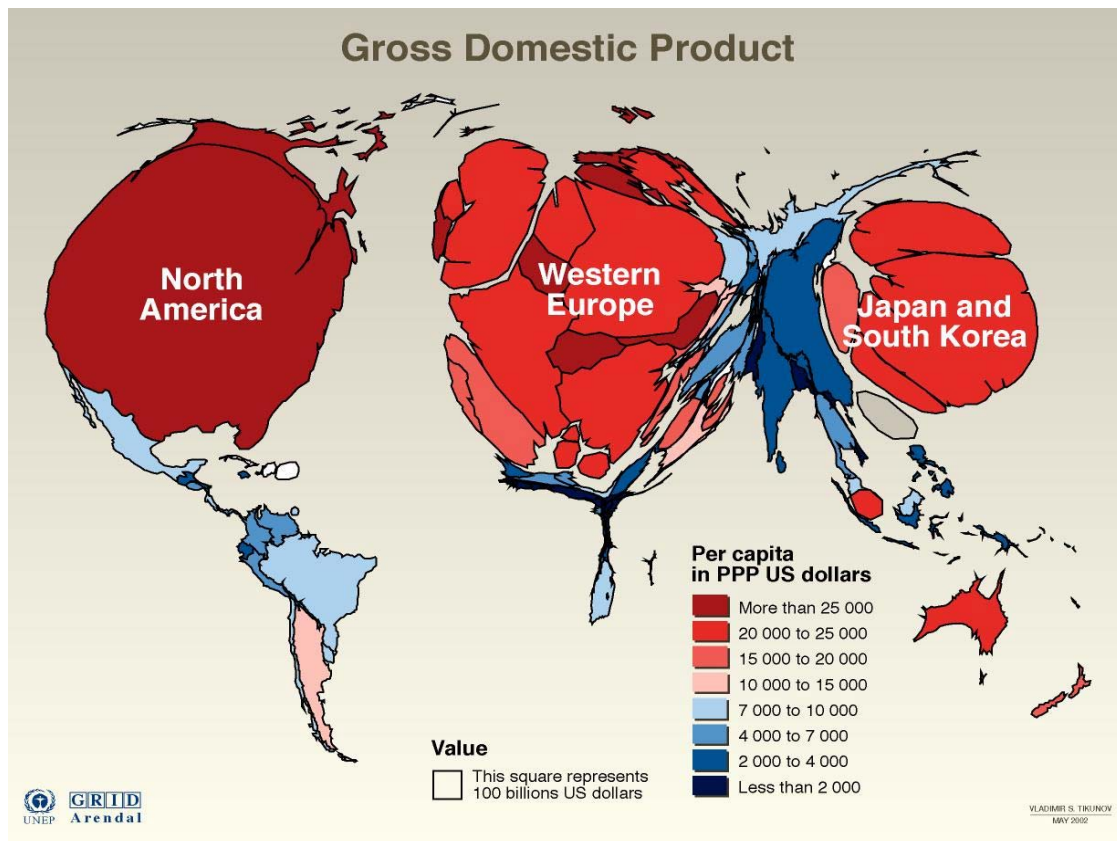 Gross Domestic Product
North
America
Western
Europe
Japan and
South Korea
Per capita
in PPP US dollars
More than 25 000
20 000 to 25 000
15 000 to 20 000
10 000 to 15 000
7 000 to 10 000
4 000 to 7 000
2 000 to 4 000
Less than 2 000
Value
This square represents
100 billions US dollars
UNEP
GRID
Arendal
VLADIMIR S. TIKUNOV
MAY 2002